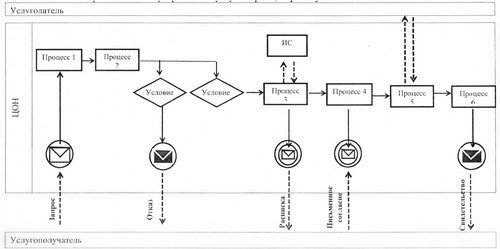 Услугодатель
ЦОН
ИС
Процесс 1
Процесс
2
Условие
Условие
Процесс
3
Процесс 4
Процесс
5
Процесс
6
Запрос
Отказ
Расписка
Письменное
согласие
Свидетельство
Услугополучатель